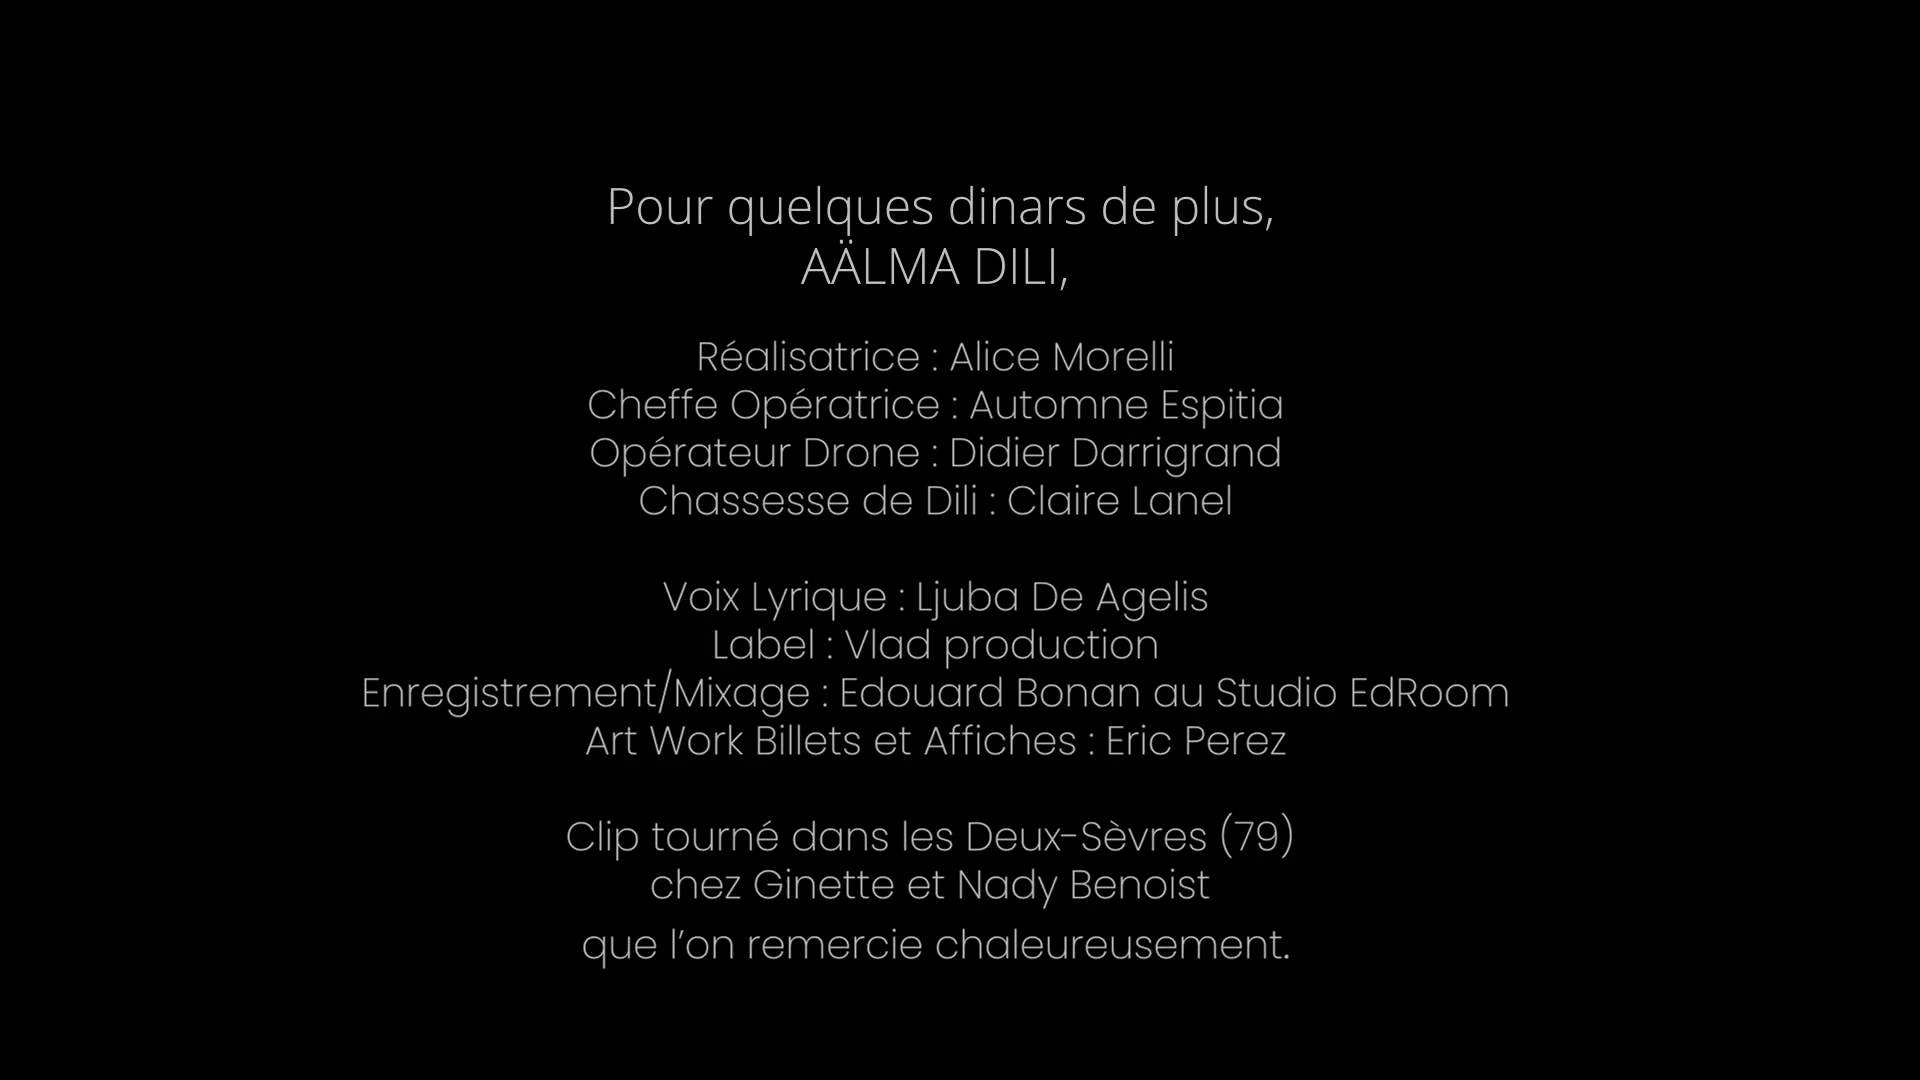 Pour quelques dinars de plus,
AÄLMA DILI,
Réalisatrice : Alice Morelli
Cheffe Opératrice : Automne Espitia
Opérateur Drone : Didier Darrigrand
Chassesse de Dili : Claire Lanel
Voix Lyrique : Ljuba De Agelis
Label : Vlad production
Enregistrement/Mixage : Edouard Bonan au Studio EdRoom
Art Work Billets et Affiches : Eric Perez
Clip tourné dans les Deux-Sèvres (79)
chez Ginette et Nady Benoist
que l’on remercie chaleureusement.